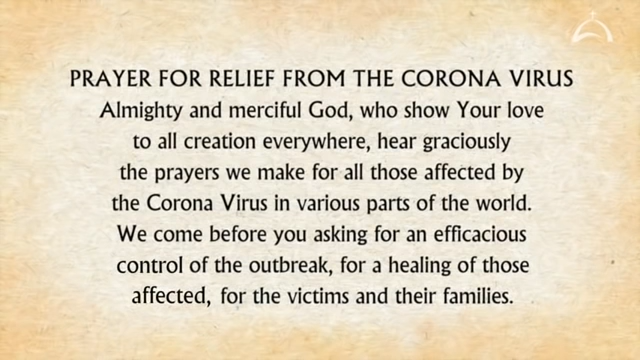 PRAYER FOR RELIEF FROM THE CORONA VIRUS
Almighty and merciful God, who show Your love
to all creation everywhere, hear graciously
the prayers we make for all those affected by
the Corona Virus in various parts of the world.
We come before you asking for an efficacious
control of the outbreak, for a healing of those
affected, for the victims and their families.